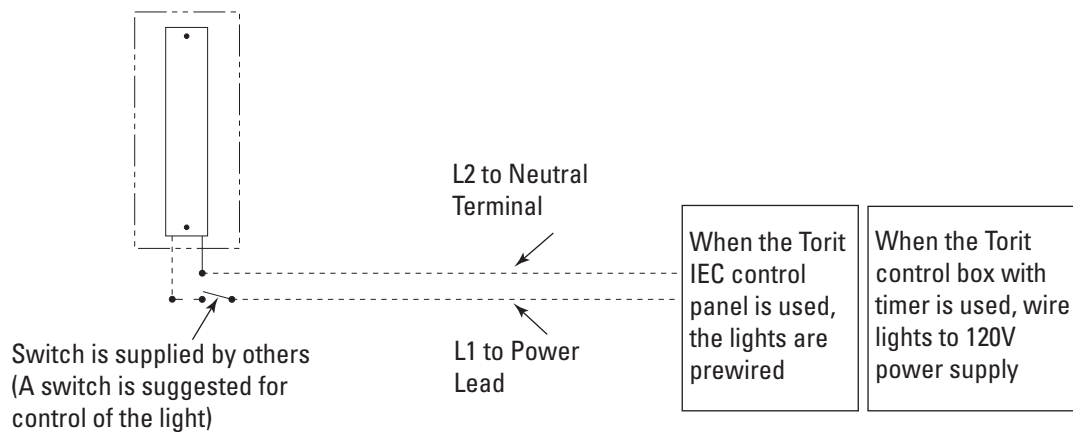 L2 to Neutral
Terminal
When the Torit
IEC control
panel is used,
the lights are
prewired
When the Torit
control box with
timer is used, wire
lights to 120V
power supply
Switch is supplied by others
(A switch is suggested for
control of the light)
L1 to Power
Lead